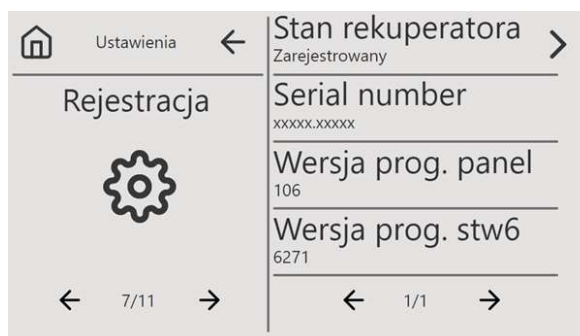 Ustawienia
Rejestracja
7/11
Stan rekuperatora
Zarejestrowany
Serial number
xxxxx.xxxxx
Wersja prog. panel
106
Wersja prog. stw6
6271
1/1